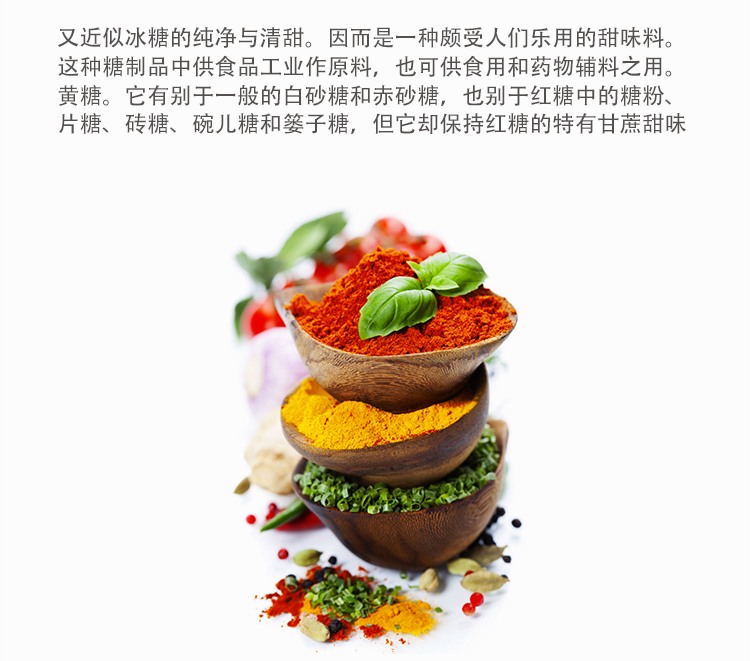 又近似冰糖的纯净与清甜。因而是一种颇受人们乐用的甜味料。
这种糖制品中供食品工业作原料，也可供食用和药物辅料之用。
黄糖。它有别于一般的白砂糖和赤砂糖，也别于红糖中的糖粉、
片糖、砖糖、碗儿糖和篓子糖，但它却保持红糖的特有甘蔗甜味